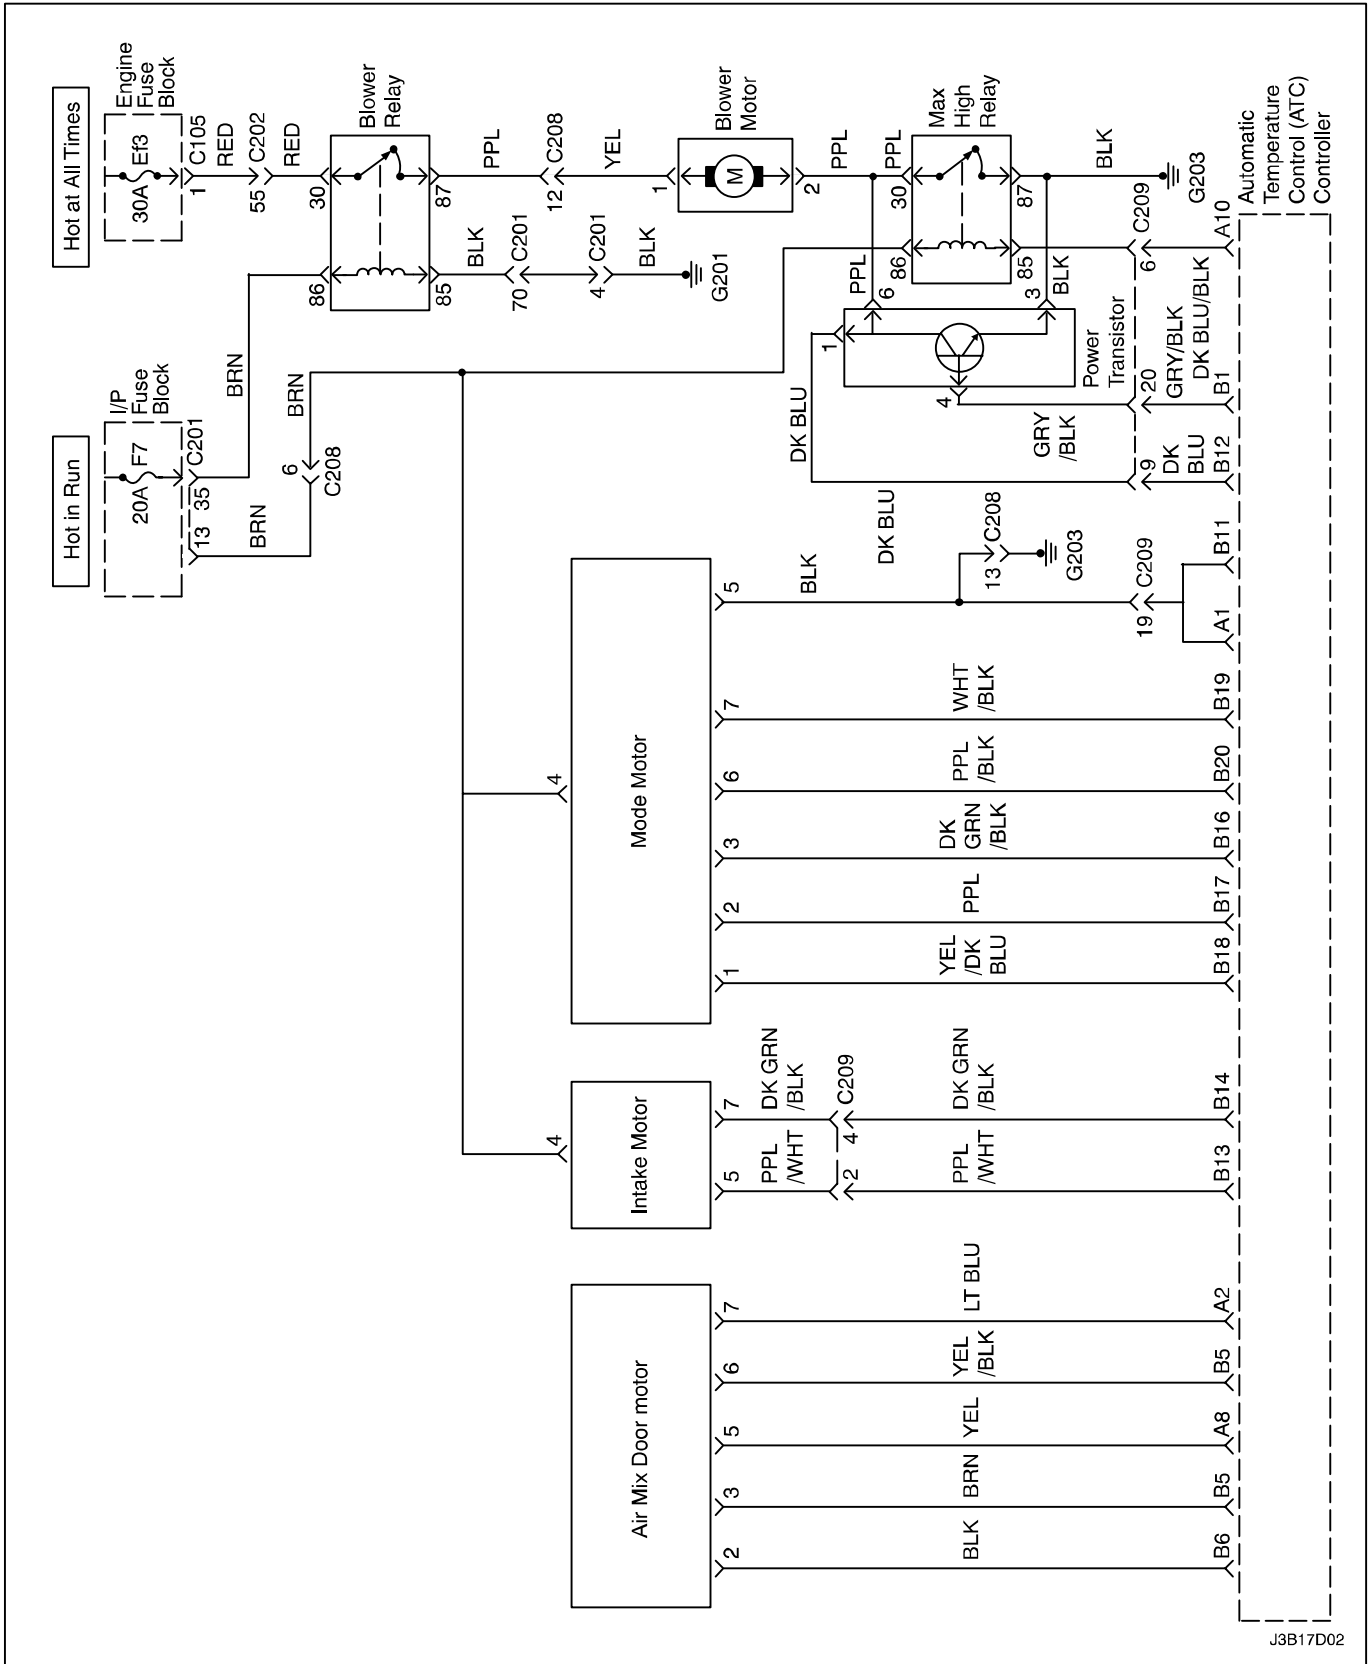 Hot at All Times
Engine
Fuse
Block
Ef3
30A
1
C105
RED
55
C202
RED
Blower
Relay
30
87
86
85
PPL
12
C208
YEL
BLK
70
C201
4
C201
BLK
G201
Blower
Motor
1
M
2
PPL
PPL
Max
High
Relay
30
87
86
85
BLK
G203
PPL
6
3
BLK
1
4
Power
Transistor
C209
6
A10
DK BLU/BLK
GRY/BLK
20
B1
GRY
/BLK
DK BLU
9
DK
BLU
B12
Automatic
Temperature
Control (ATC)
Controller
Hot in Run
I/P
Fuse
Block
F7
20A
C201
35
13
BRN
BRN
BRN
6
C208
Mode Motor
4
5
BLK
DK BLU
13
C208
G203
19
C209
B11
A1
7
WHT
/BLK
B19
6
PPL
/BLK
B20
3
DK
GRN
/BLK
B16
2
PPL
B17
1
YEL
/DK
BLU
B18
Intake Motor
4
7
DK GRN
/BLK
C209
4
DK GRN
/BLK
B14
5
PPL
/WHT
2
PPL
/WHT
B13
Air Mix Door motor
7
LT BLU
A2
6
YEL
/BLK
B5
5
YEL
A8
3
BRN
B5
2
BLK
B6
J3B17D02